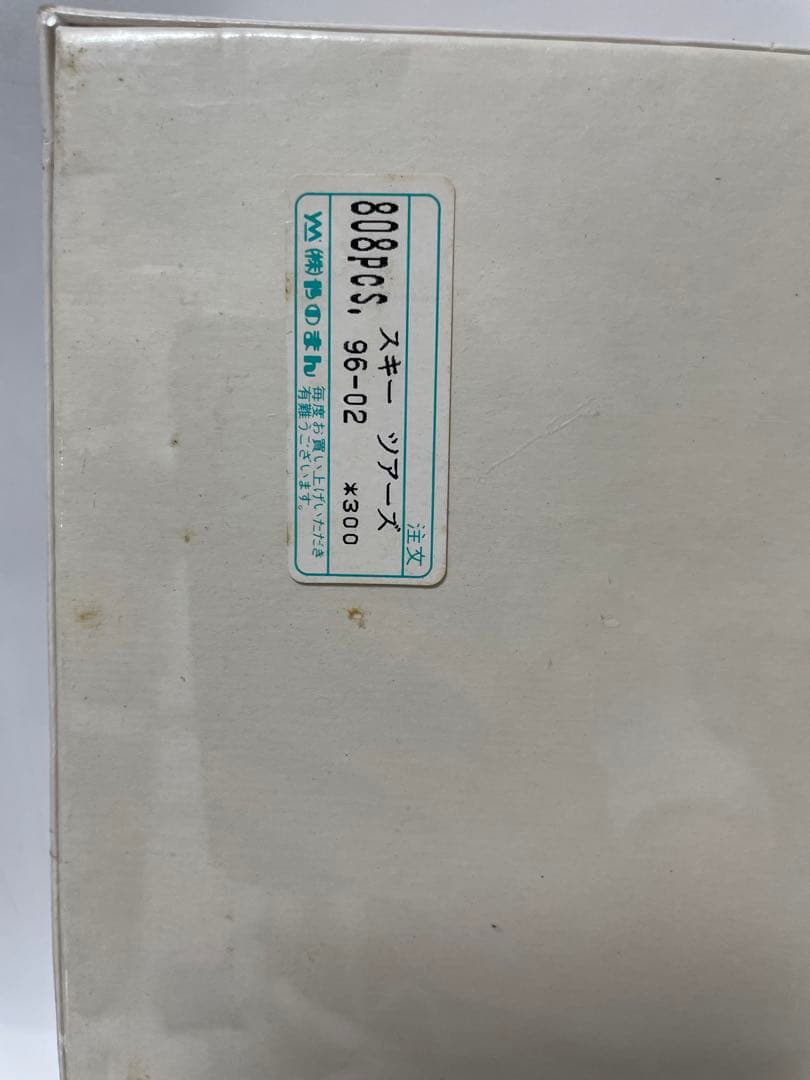 注文
スキー ツアーズ
808pcs, 96-02 *300
YM (株)やのまん 毎度お買い上げいただき
有難うございます。